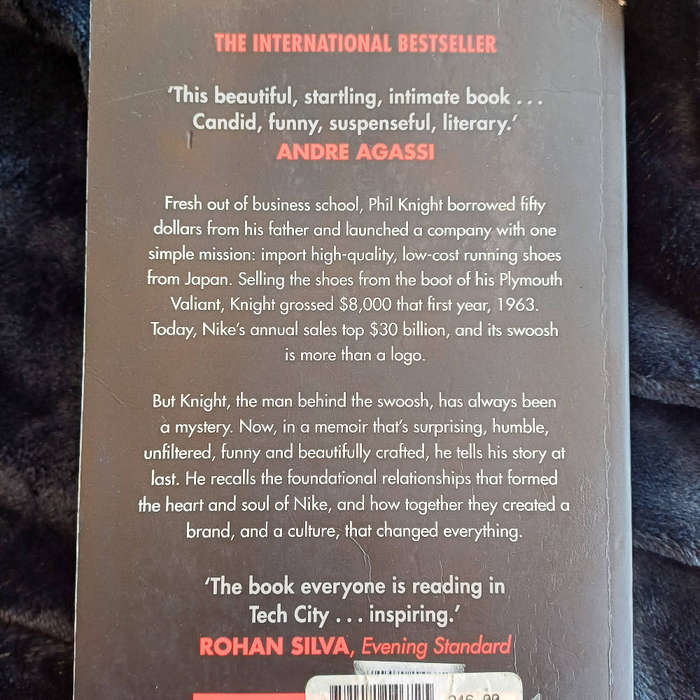 THE INTERNATIONAL BESTSELLER
‘This beautiful, startling, intimate book . . .
Candid, funny, suspenseful, literary.’
ANDRE AGASSI
Fresh out of business school, Phil Knight borrowed fifty
dollars from his father and launched a company with one
simple mission: import high-quality, low-cost running shoes
from Japan. Selling the shoes from the boot of his Plymouth
Valiant, Knight grossed $8,000 that first year, 1963.
Today, Nike’s annual sales top $30 billion, and its swoosh
is more than a logo.
But Knight, the man behind the swoosh, has always been
a mystery. Now, in a memoir that’s surprising, humble,
unfiltered, funny and beautifully crafted, he tells his story at
last. He recalls the foundational relationships that formed
the heart and soul of Nike, and how together they created a
brand, and a culture, that changed everything.
‘The book everyone is reading in
Tech City . . . inspiring.’
ROHAN SILVA, Evening Standard